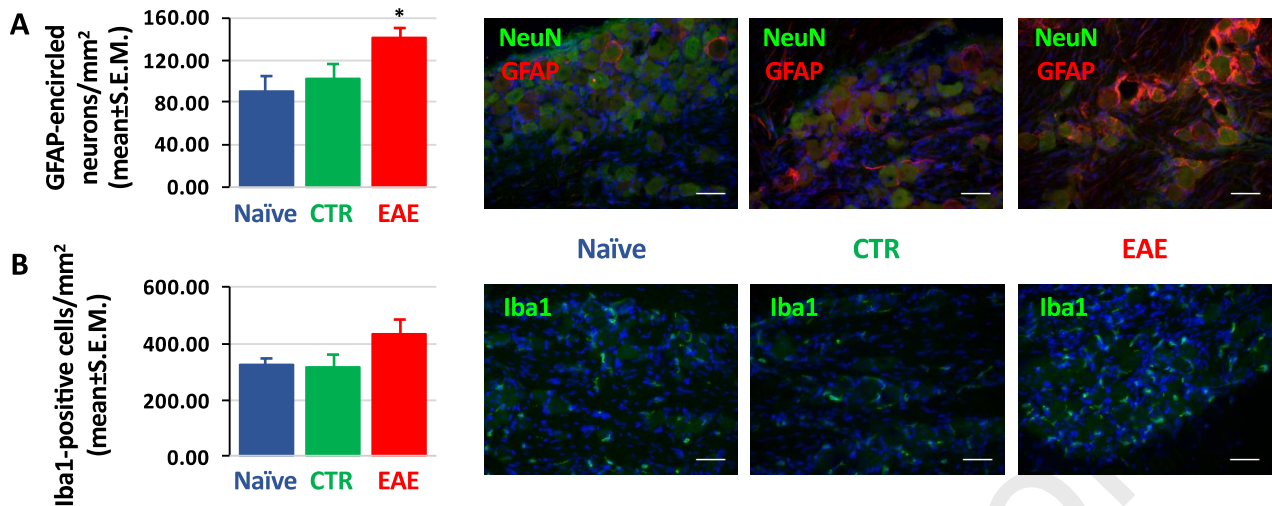 A
GFAP-encircled
neurons/mm²
(mean±S.E.M.)
160.00
120.00
80.00
40.00
0.00
*
Naïve CTR EAE
NeuN
GFAP
NeuN
GFAP
NeuN
GFAP
Naïve
CTR
EAE
B
Iba1-positive cells/mm²
(mean±S.E.M.)
600.00
400.00
200.00
0.00
Naïve CTR EAE
Iba1
Iba1
Iba1